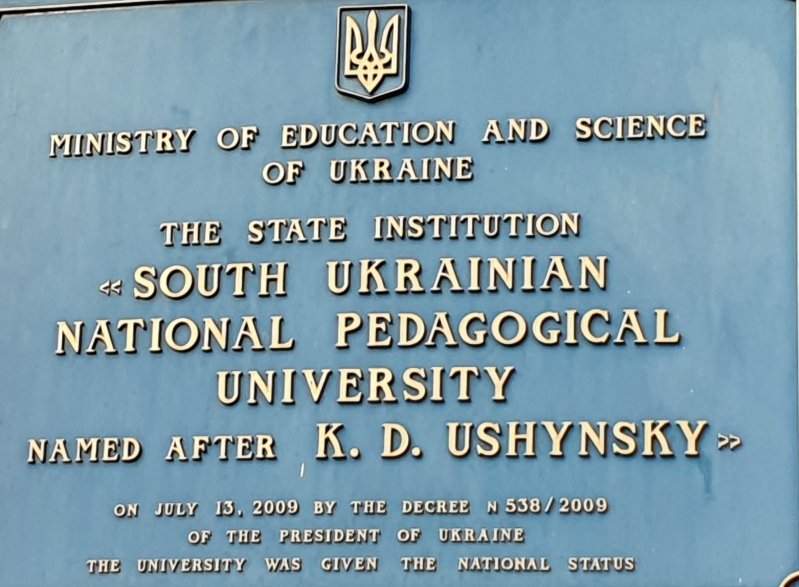 MINISTRY OF EDUCATION AND SCIENCE
OF UKRAINE
THE STATE INSTITUTION
« SOUTH UKRAINIAN
NATIONAL PEDAGOGICAL
UNIVERSITY
NAMED AFTER K. D. USHYNSKY »
ON JULY 13, 2009 BY THE DECREE N 538/2009
OF THE PRESIDENT OF UKRAINE
THE UNIVERSITY WAS GIVEN THE NATIONAL STATUS